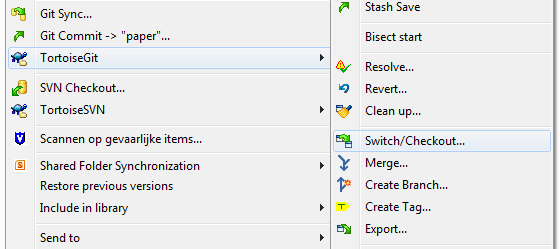 Git Sync...
Git Commit -> "paper"...
TortoiseGit
SVN Checkout...
TortoiseSVN
Scannen op gevaarlijke items...
Shared Folder Synchronization
Restore previous versions
Include in library
Send to
Stash Save
Bisect start
Resolve...
Revert...
Clean up...
Switch/Checkout...
Merge...
Create Branch...
Create Tag...
Export...